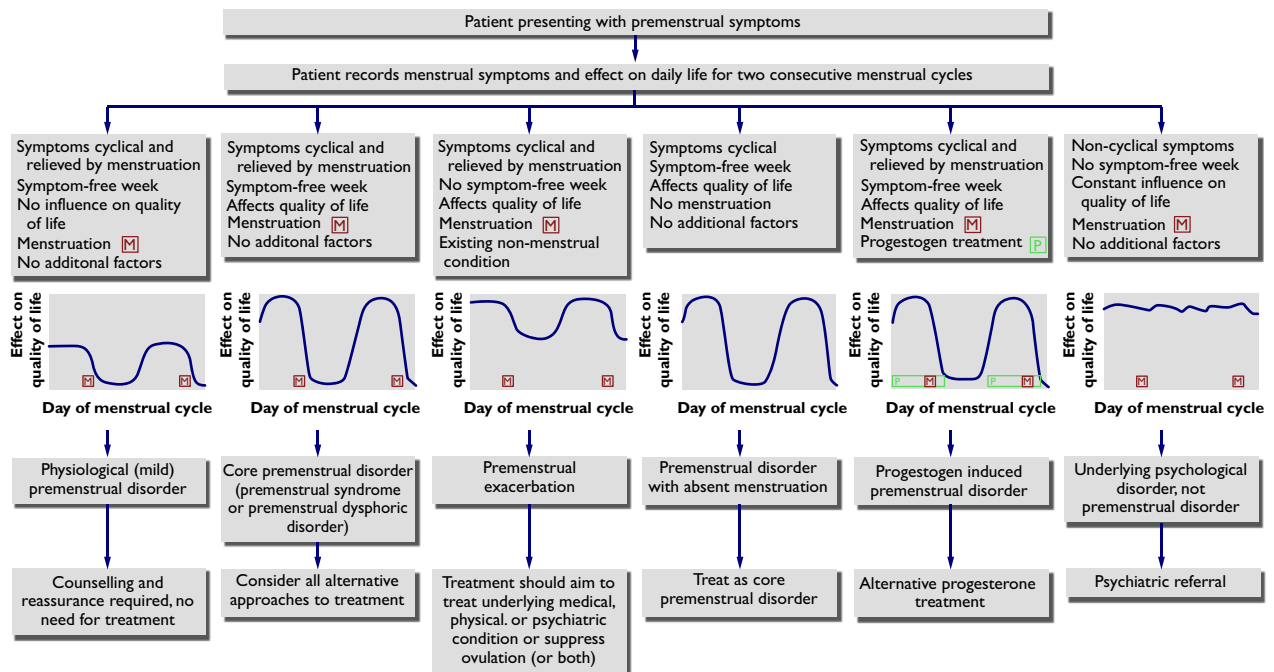 Patient presenting with premenstrual symptoms
Patient records menstrual symptoms and effect on daily life for two consecutive menstrual cycles
Symptoms cyclical and
relieved by menstruation
Symptom-free week
No influence on quality
of life
Menstruation M
No additonal factors
Symptoms cyclical and
relieved by menstruation
Symptom-free week
Affects quality of life
Menstruation M
No additonal factors
Symptoms cyclical and
relieved by menstruation
No symptom-free week
Affects quality of life
Menstruation M
Existing non-menstrual
condition
Symptoms cyclical
Symptom-free week
Affects quality of life
No menstruation
No additional factors
Symptoms cyclical and
relieved by menstruation
Symptom-free week
Affects quality of life
Menstruation M
Progestogen treatment P
Non-cyclical symptoms
No symptom-free week
Constant influence on
quality of life
Menstruation M
No additional factors
Effect on
quality of life
M M
Day of menstrual cycle
Effect on
quality of life
M M
Day of menstrual cycle
Effect on
quality of life
M M
Day of menstrual cycle
Effect on
quality of life
Day of menstrual cycle
Effect on
quality of life
P M P M
Day of menstrual cycle
Effect on
quality of life
M M
Day of menstrual cycle
Physiological (mild)
premenstrual disorder
Core premenstrual disorder
(premenstrual syndrome
or premenstrual dysphoric
disorder)
Premenstrual
exacerbation
Premenstrual disorder
with absent menstruation
Progestogen induced
premenstrual disorder
Underlying psychological
disorder, not
premenstrual disorder
Counselling and
reassurance required, no
need for treatment
Consider all alternative
approaches to treatment
Treatment should aim to
treat underlying medical,
physical. or psychiatric
condition or suppress
ovulation (or both)
Treat as core
premenstrual disorder
Alternative progesterone
treatment
Psychiatric referral